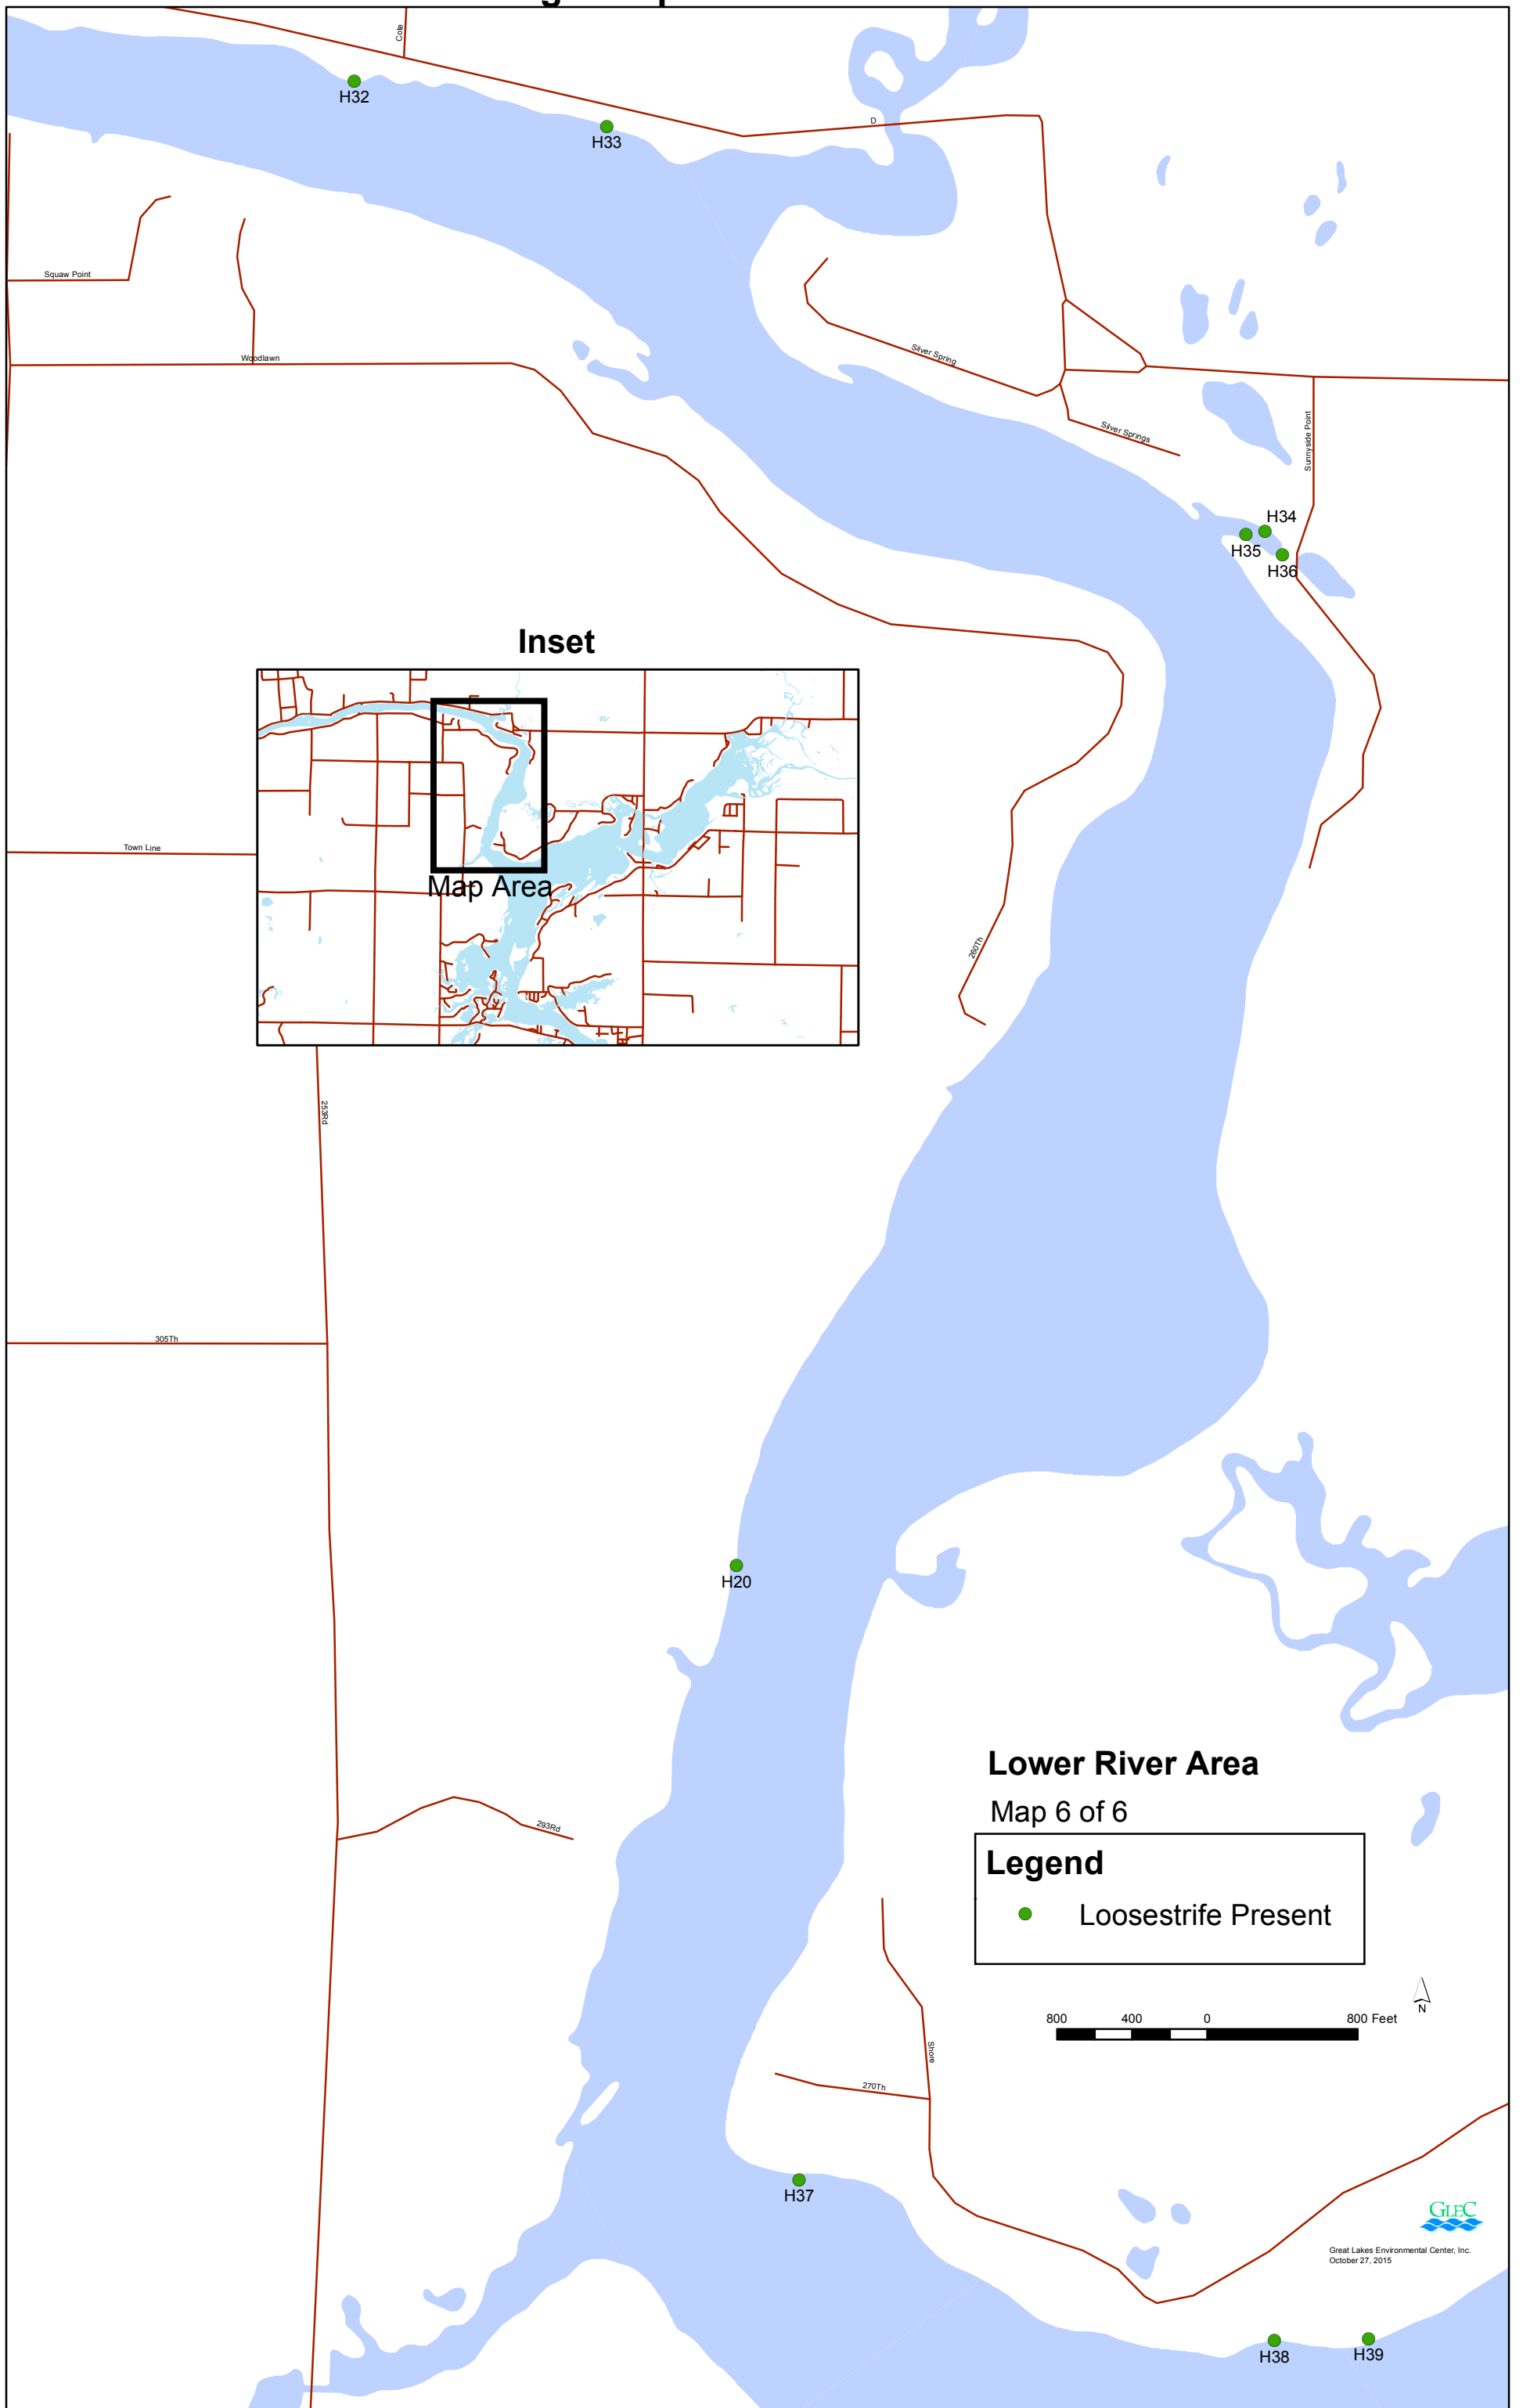 Cote
H32
D
H33
Squaw Point
Woodlawn
Silver Spring
Silver Springs
Sunnyside Point
H34
H35
H36
Inset
Map Area
Town Line
260Th
253Rd
305Th
H20
Lower River Area
Map 6 of 6
293Rd
Legend
Loosestrife Present
N
800 400 0 800 Feet
Shore
270Th
H37
GLEC
Great Lakes Environmental Center, Inc.
October 27, 2015
H38
H39